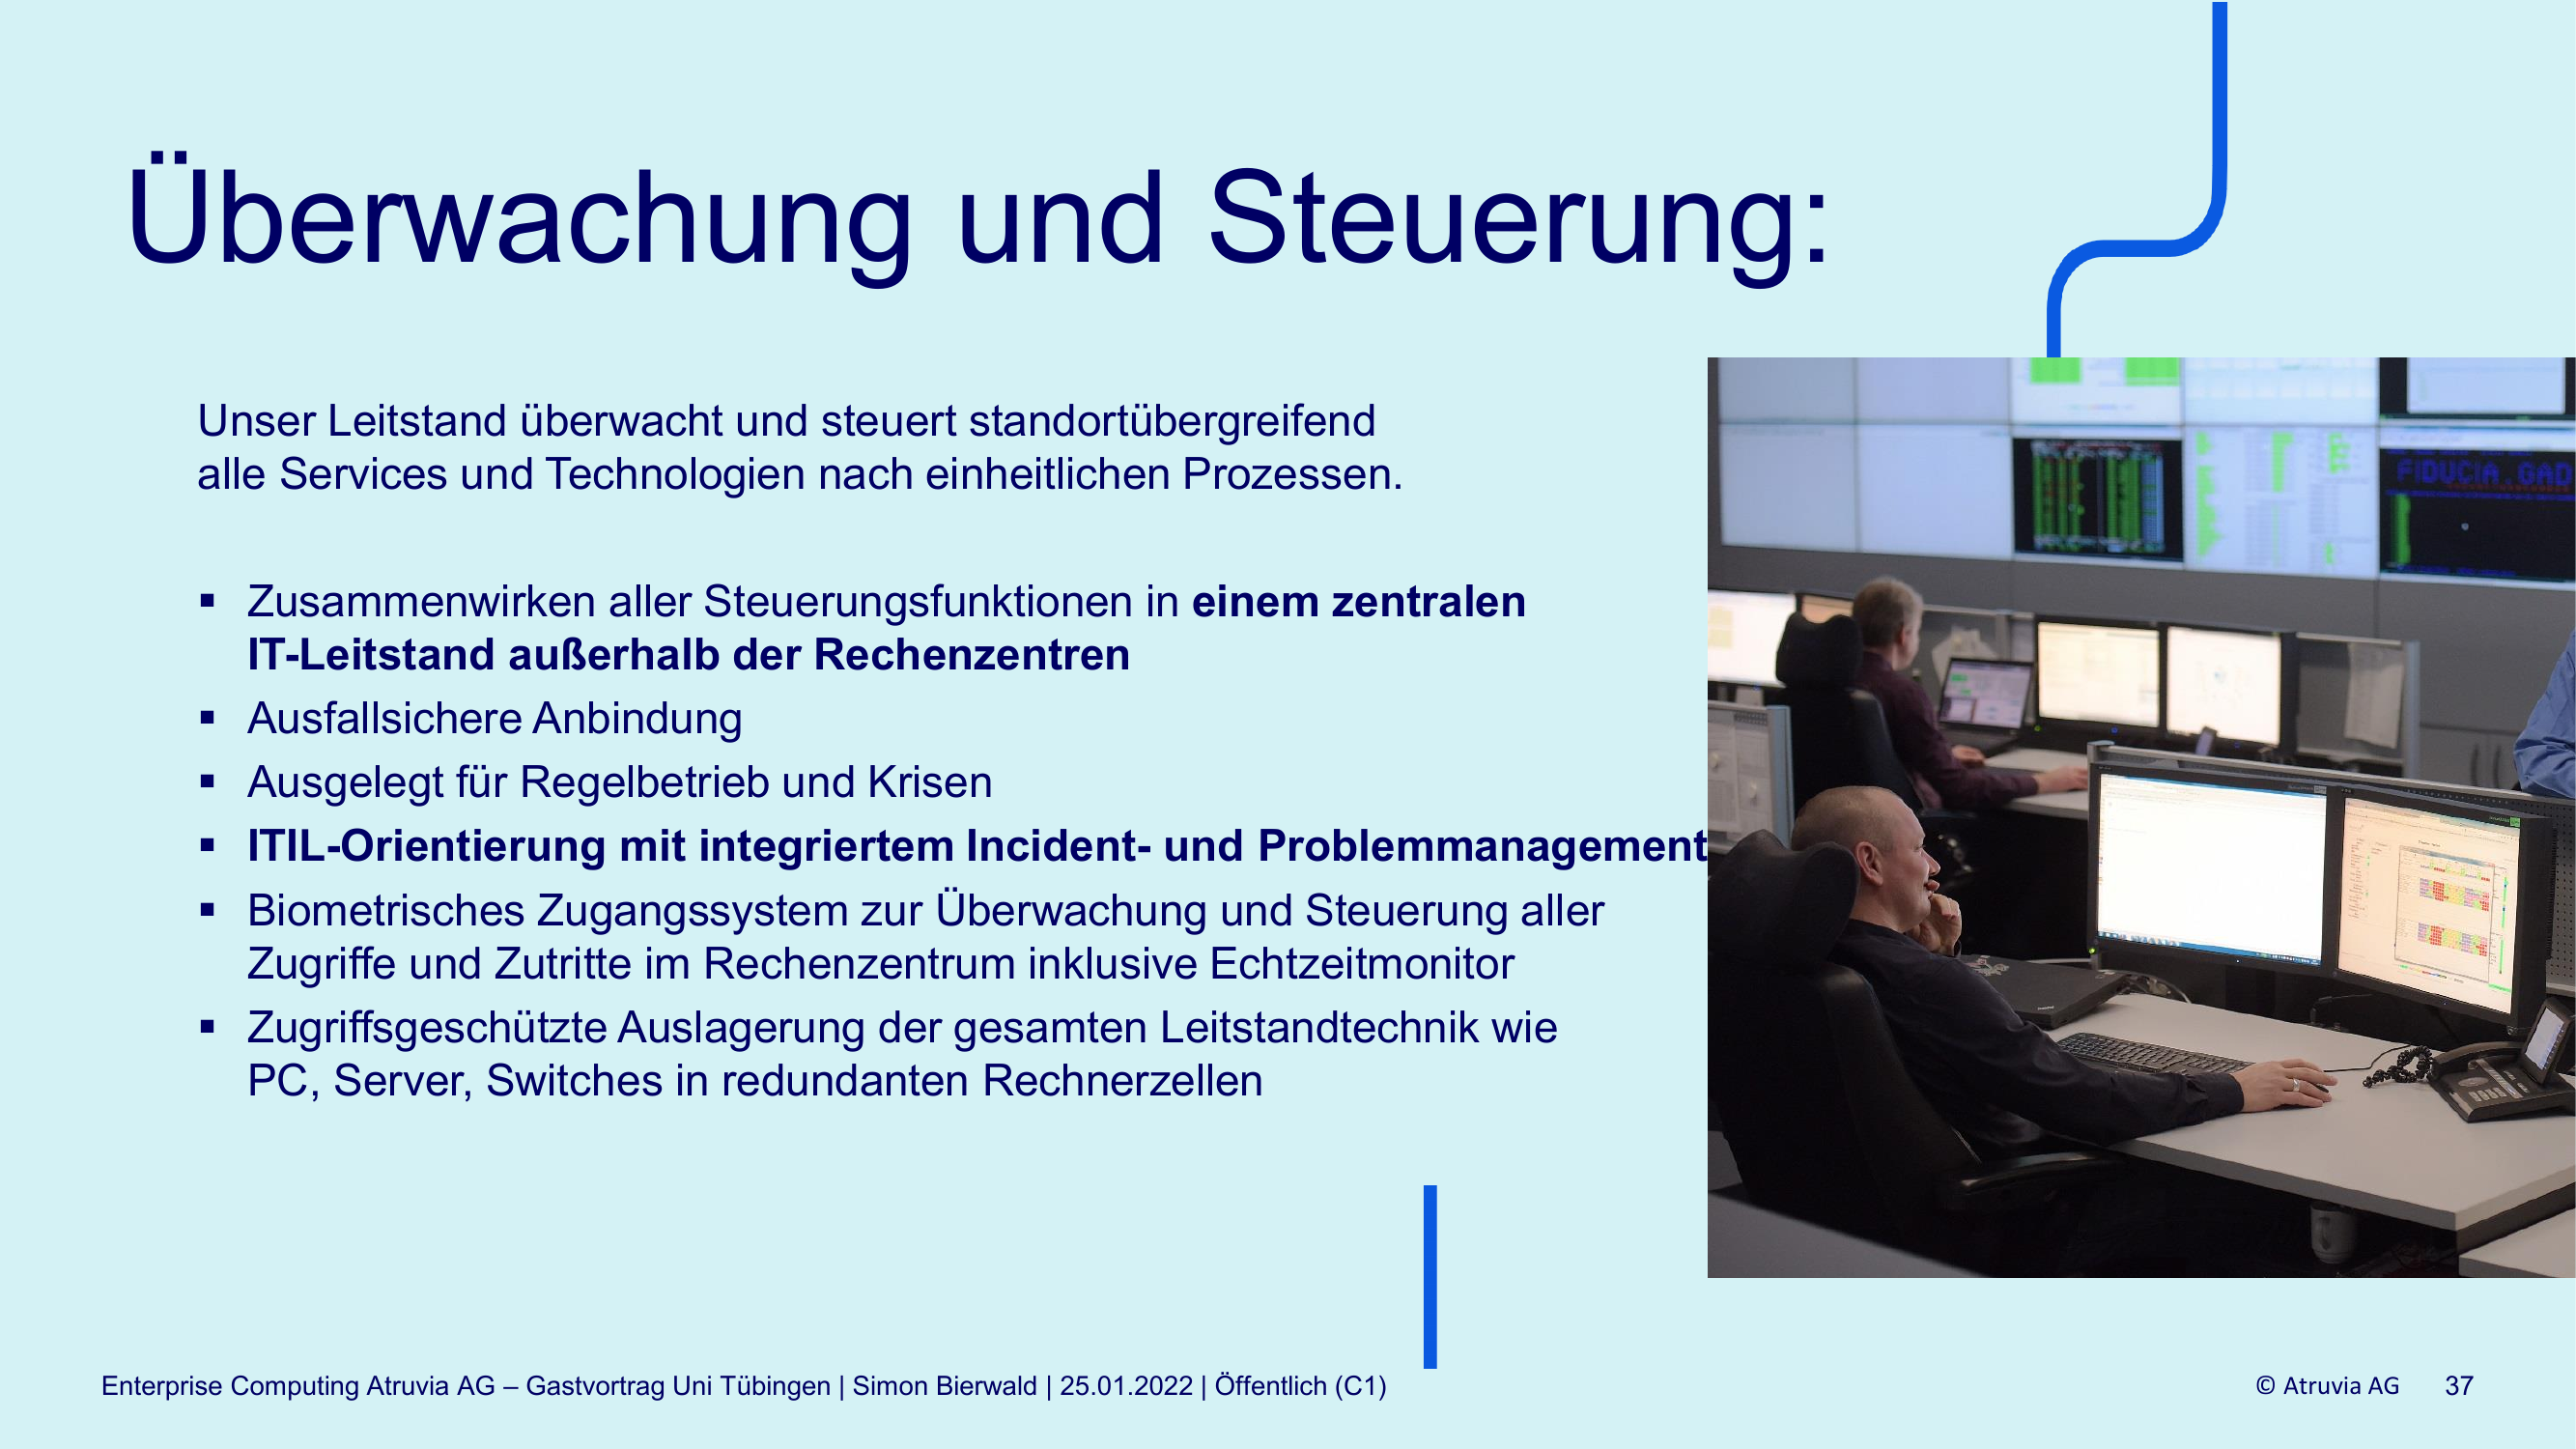 Überwachung und Steuerung:
Unser Leitstand überwacht und steuert standortübergreifend
alle Services und Technologien nach einheitlichen Prozessen.
▪ Zusammenwirken aller Steuerungsfunktionen in einem zentralen
IT-Leitstand außerhalb der Rechenzentren
▪ Ausfallsichere Anbindung
▪ Ausgelegt für Regelbetrieb und Krisen
▪ ITIL-Orientierung mit integriertem Incident- und Problemmanagement
▪ Biometrisches Zugangssystem zur Überwachung und Steuerung aller
Zugriffe und Zutritte im Rechenzentrum inklusive Echtzeitmonitor
▪ Zugriffsgeschützte Auslagerung der gesamten Leitstandtechnik wie
PC, Server, Switches in redundanten Rechnerzellen
FIDUCIA.GAD
Enterprise Computing Atruvia AG – Gastvortrag Uni Tübingen | Simon Bierwald | 25.01.2022 | Öffentlich (C1)
© Atruvia AG 37